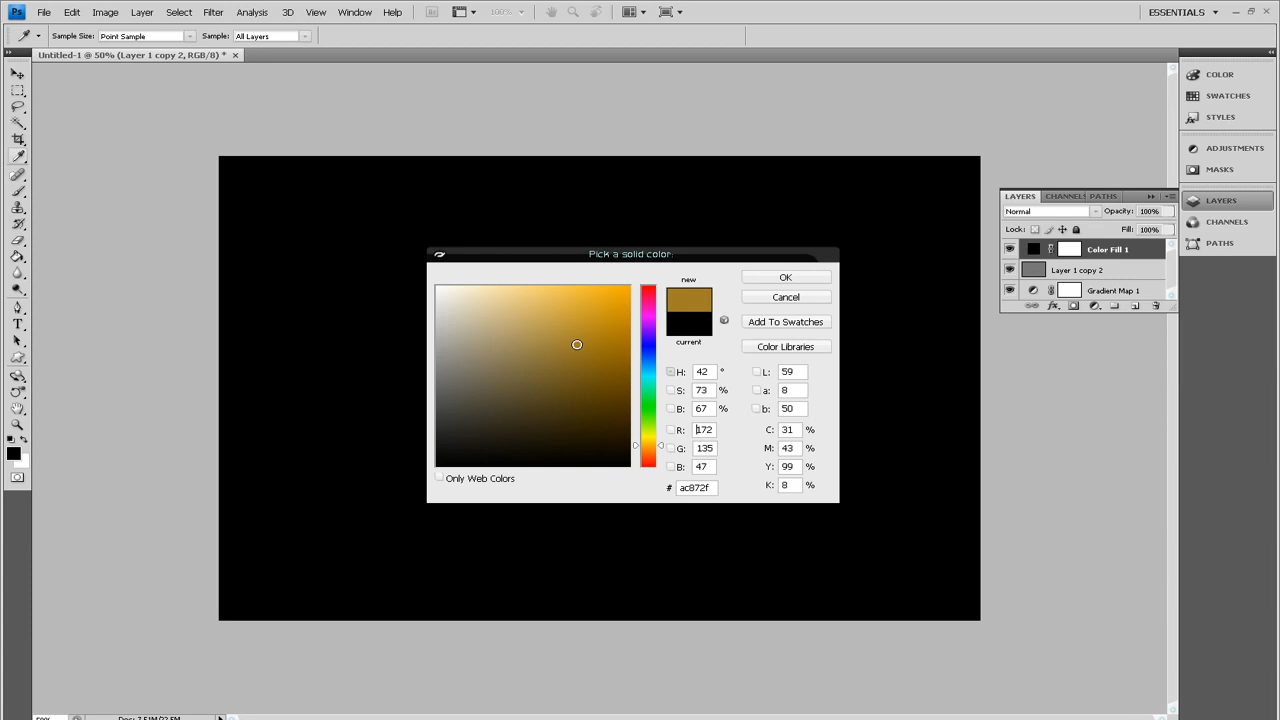 Ps File Edit Image Layer Select Filter Analysis 3D View Window Help Br 100% ESSENTIALS
Sample Size: Point Sample Sample: All Layers
Untitled-1 @ 50% (Layer 1 copy 2, RGB/8) *
COLOR
SWATCHES
STYLES
ADJUSTMENTS
MASKS
LAYERS
CHANNELS
PATHS
LAYERS CHANNELS PATHS
Normal Opacity: 100%
Lock: Fill: 100%
Color Fill 1
Layer 1 copy 2
Gradient Map 1
Pick a solid color:
new
current
OK
Cancel
Add To Swatches
Color Libraries
H: 42 ° L: 59
S: 73 % a: 8
B: 67 % b: 50
R: 172 C: 31 %
G: 135 M: 43 %
B: 47 Y: 99 %
# ac872f K: 8 %
Only Web Colors